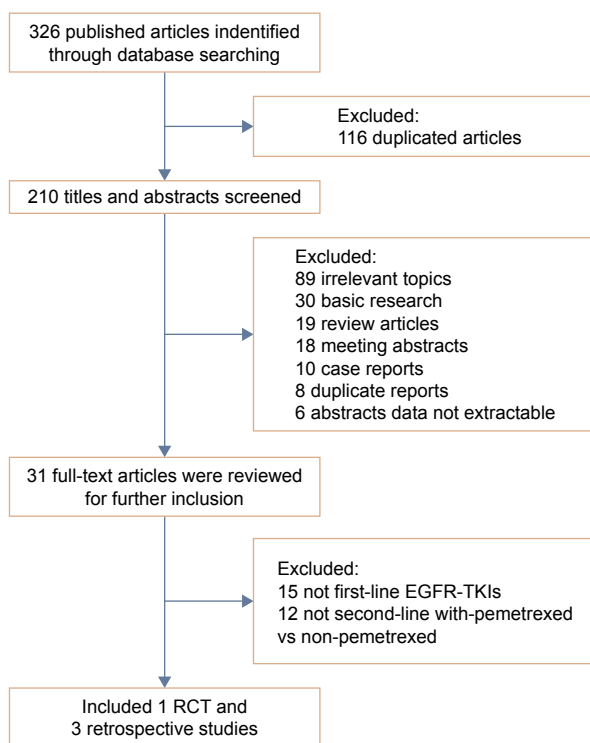 326 published articles indentified
through database searching
Excluded:
116 duplicated articles
210 titles and abstracts screened
Excluded:
89 irrelevant topics
30 basic research
19 review articles
18 meeting abstracts
10 case reports
8 duplicate reports
6 abstracts data not extractable
31 full-text articles were reviewed
for further inclusion
Excluded:
15 not first-line EGFR-TKIs
12 not second-line with-pemetrexed
vs non-pemetrexed
Included 1 RCT and
3 retrospective studies